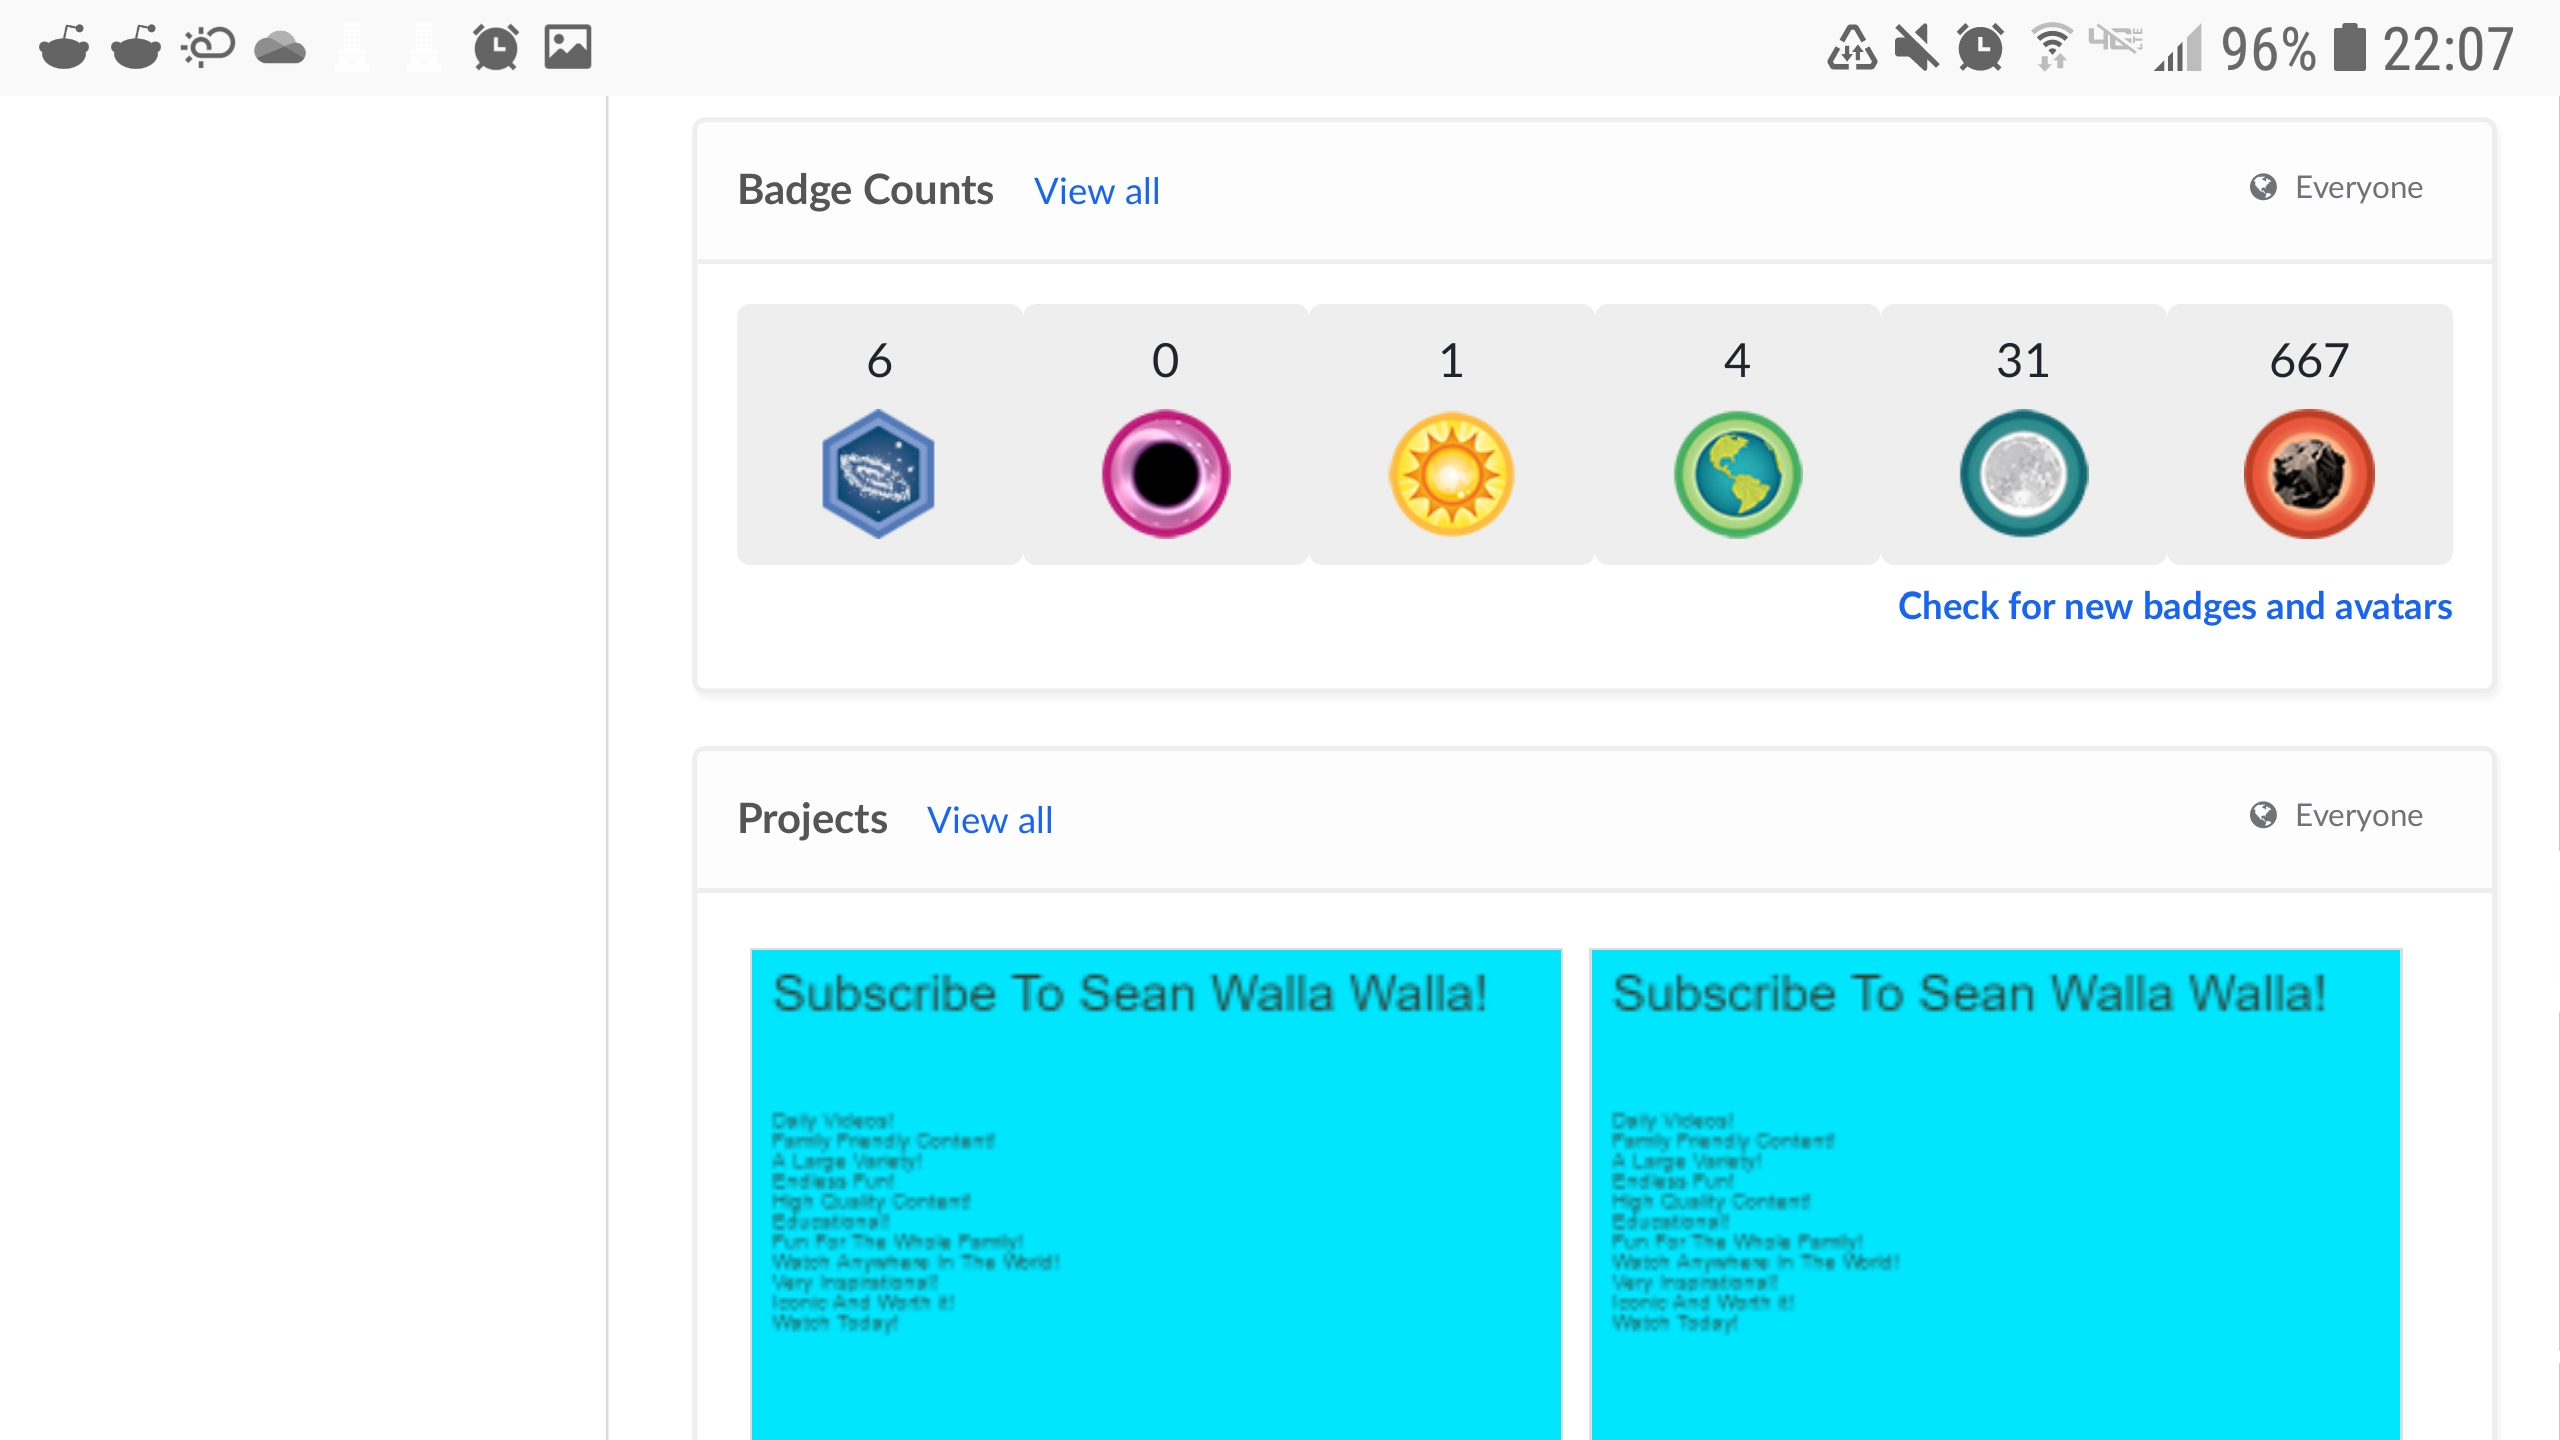 96% 22:07
Badge Counts View all Everyone
6 0 1 4 31 667
Check for new badges and avatars
Projects View all Everyone
Subscribe To Sean Walla Walla! Subscribe To Sean Walla Walla!
Daily Videos! Daily Videos!
Family Friendly Content! Family Friendly Content!
A Large Variety! A Large Variety!
Endless Fun! Endless Fun!
High Quality Content! High Quality Content!
Educational! Educational!
Fun For The Whole Family! Fun For The Whole Family!
Watch Anywhere In The World! Watch Anywhere In The World!
Very Inspirational! Very Inspirational!
Iconic And Worth It! Iconic And Worth It!
Watch Today! Watch Today!